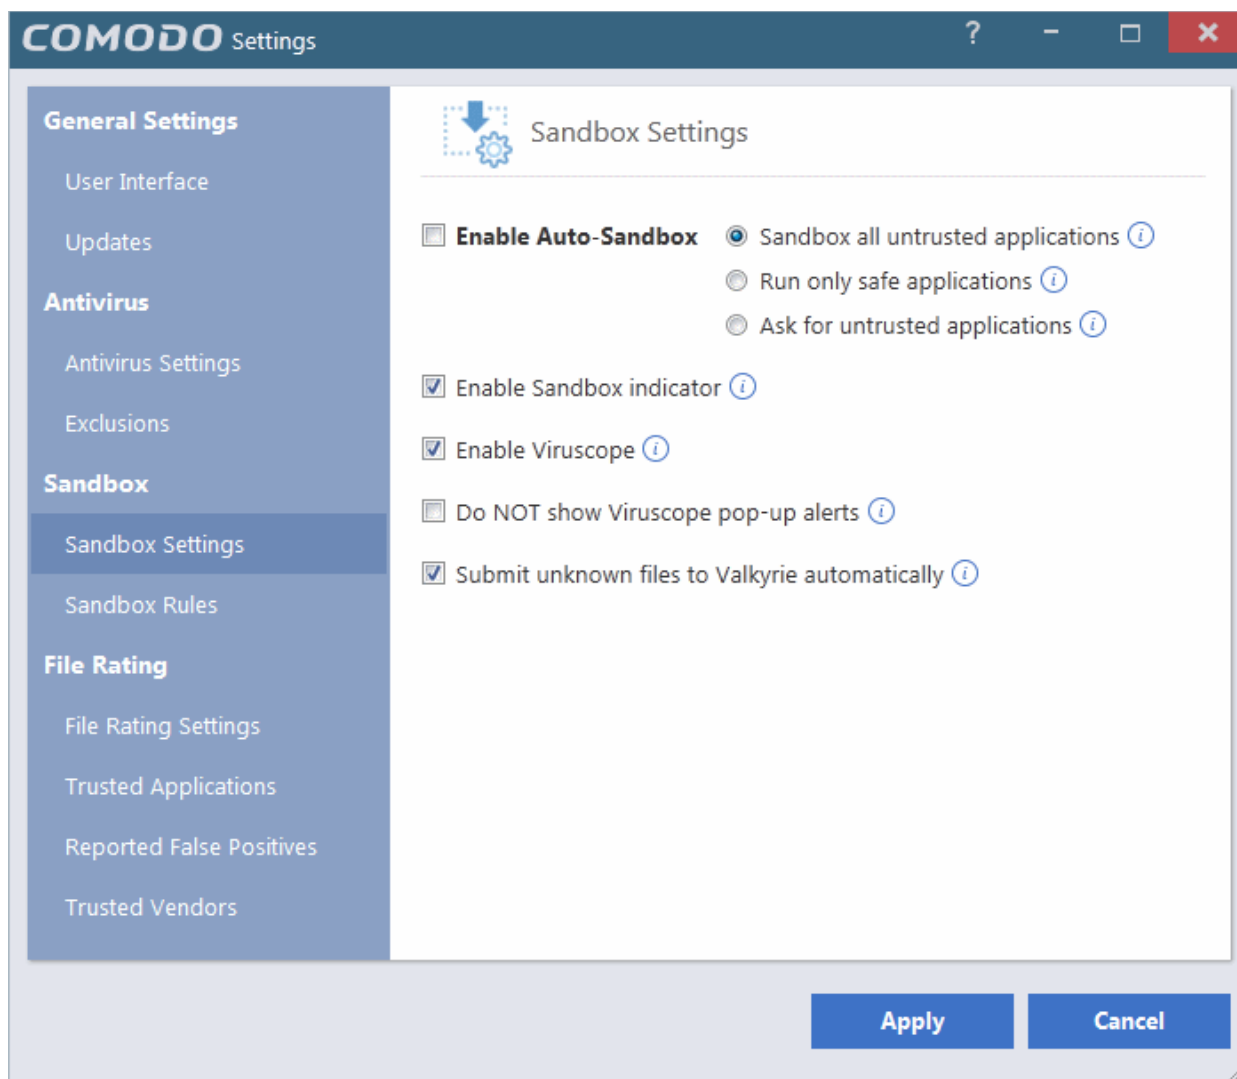 COMODO Settings
?
General Settings
User Interface
Updates
Antivirus
Antivirus Settings
Exclusions
Sandbox
Sandbox Settings
Sandbox Rules
File Rating
File Rating Settings
Trusted Applications
Reported False Positives
Trusted Vendors
Sandbox Settings
Enable Auto-Sandbox Sandbox all untrusted applications i
Run only safe applications i
Ask for untrusted applications i
Enable Sandbox indicator i
Enable Viruscope i
Do NOT show Viruscope pop-up alerts i
Submit unknown files to Valkyrie automatically i
Apply Cancel